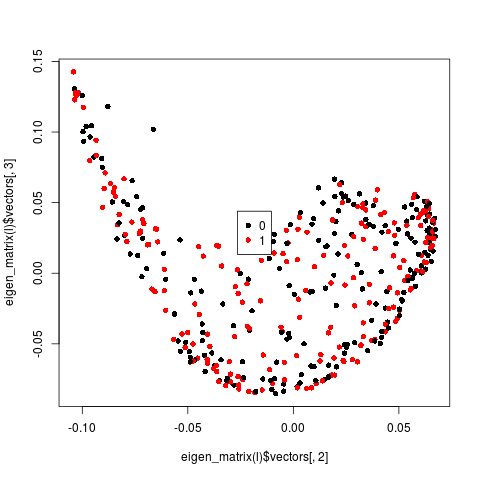 0.15
0.10
0.05
0.00
-0.05
eigen_matrix(l)$vectors[, 3]
0
1
-0.10 -0.05 0.00 0.05
eigen_matrix(l)$vectors[, 2]